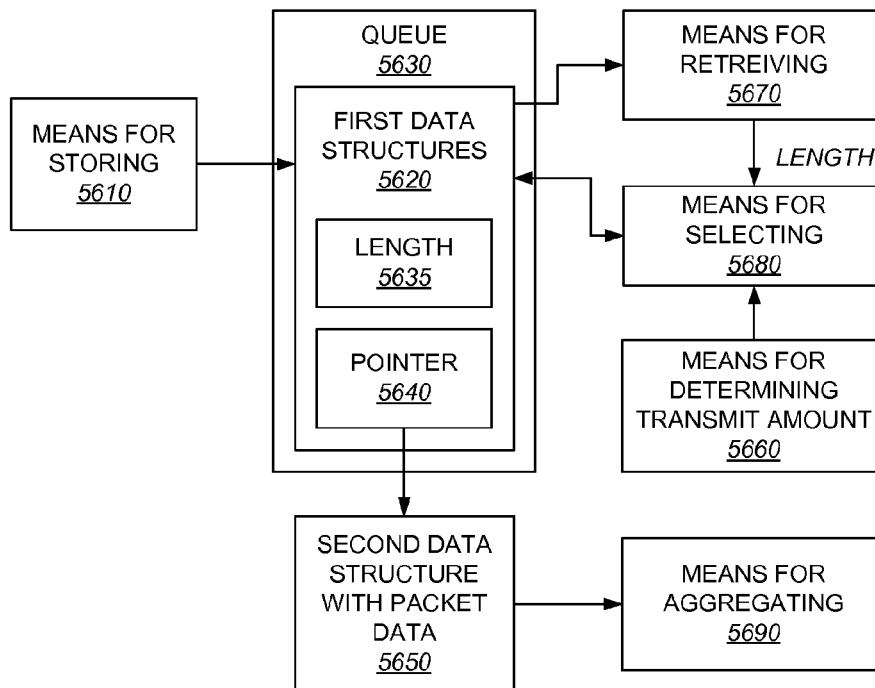 QUEUE
5630
MEANS FOR
RETREIVING
5670
MEANS FOR
STORING
5610
FIRST DATA
STRUCTURES
5620
LENGTH
MEANS FOR
SELECTING
5680
LENGTH
5635
POINTER
5640
MEANS FOR
DETERMINING
TRANSMIT AMOUNT
5660
SECOND DATA
STRUCTURE
WITH PACKET
DATA
5650
MEANS FOR
AGGREGATING
5690